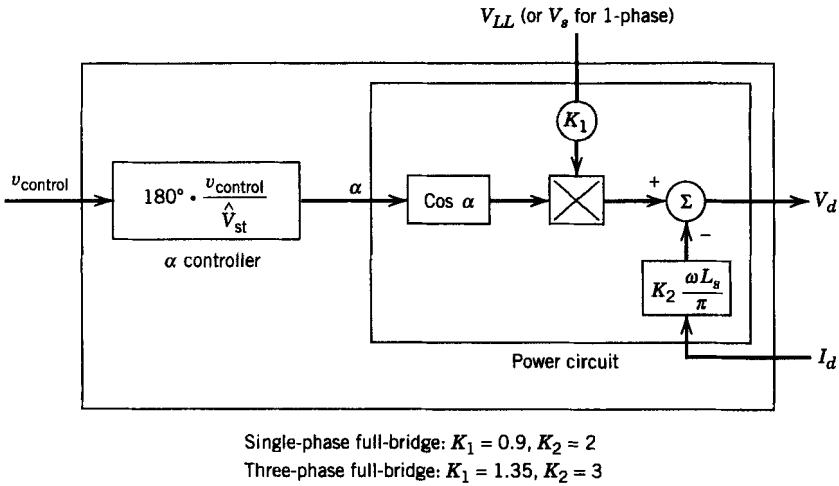 V_LL (or V_s for 1-phase)
K_1
v_control
180° · v_control / V̂_st
α
Cos α
+
Σ
V_d
−
α controller
K_2 ωL_s / π
Power circuit
I_d
Single-phase full-bridge: K_1 = 0.9, K_2 = 2
Three-phase full-bridge: K_1 = 1.35, K_2 = 3